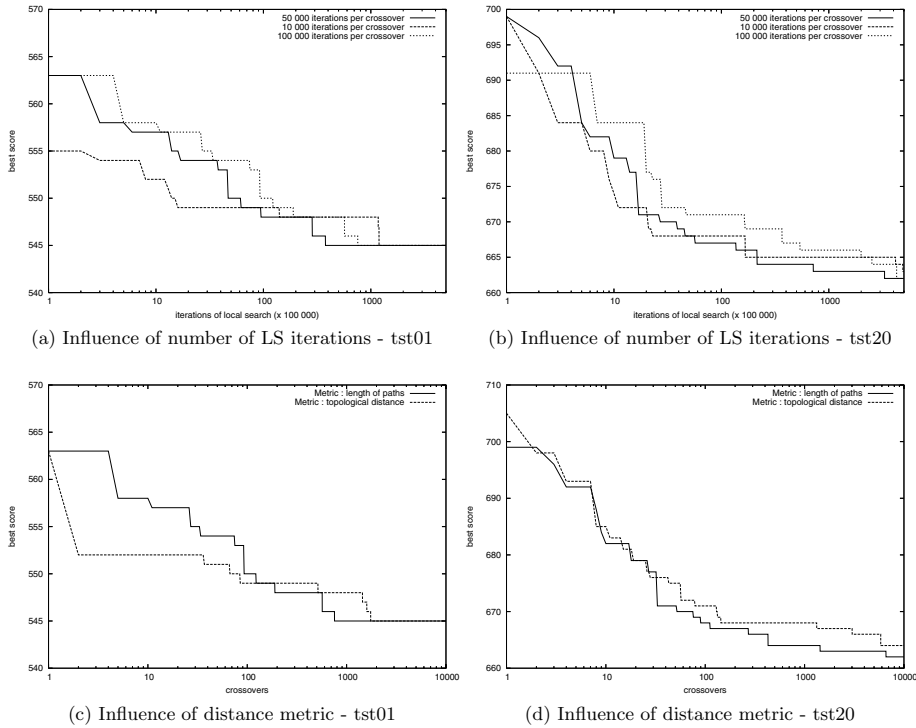 570
565
560
555
550
545
540
1
10
100
1000
best score
iterations of local search (x 100 000)
50 000 iterations per crossover
10 000 iterations per crossover
100 000 iterations per crossover
(a) Influence of number of LS iterations - tst01
700
695
690
685
680
675
670
665
660
1
10
100
1000
best score
iterations of local search (x 100 000)
50 000 iterations per crossover
10 000 iterations per crossover
100 000 iterations per crossover
(b) Influence of number of LS iterations - tst20
570
565
560
555
550
545
540
1
10
100
1000
10000
best score
crossovers
Metric : length of paths
Metric : topological distance
(c) Influence of distance metric - tst01
710
700
690
680
670
660
1
10
100
1000
10000
best score
crossovers
Metric : length of paths
Metric : topological distance
(d) Influence of distance metric - tst20